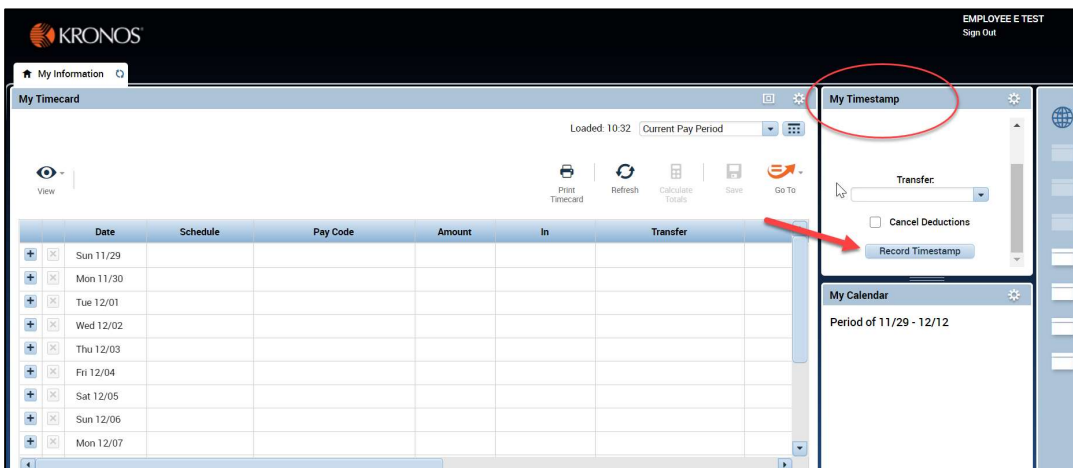 EMPLOYEE E TEST
Sign Out
KRONOS
My Information
My Timecard
Loaded: 10:32 Current Pay Period
View
Print Timecard
Refresh
Calculate Totals
Save
Go To
Date Schedule Pay Code Amount In Transfer
Sun 11/29
Mon 11/30
Tue 12/01
Wed 12/02
Thu 12/03
Fri 12/04
Sat 12/05
Sun 12/06
Mon 12/07
My Timestamp
Transfer:
Cancel Deductions
Record Timestamp
My Calendar
Period of 11/29 - 12/12